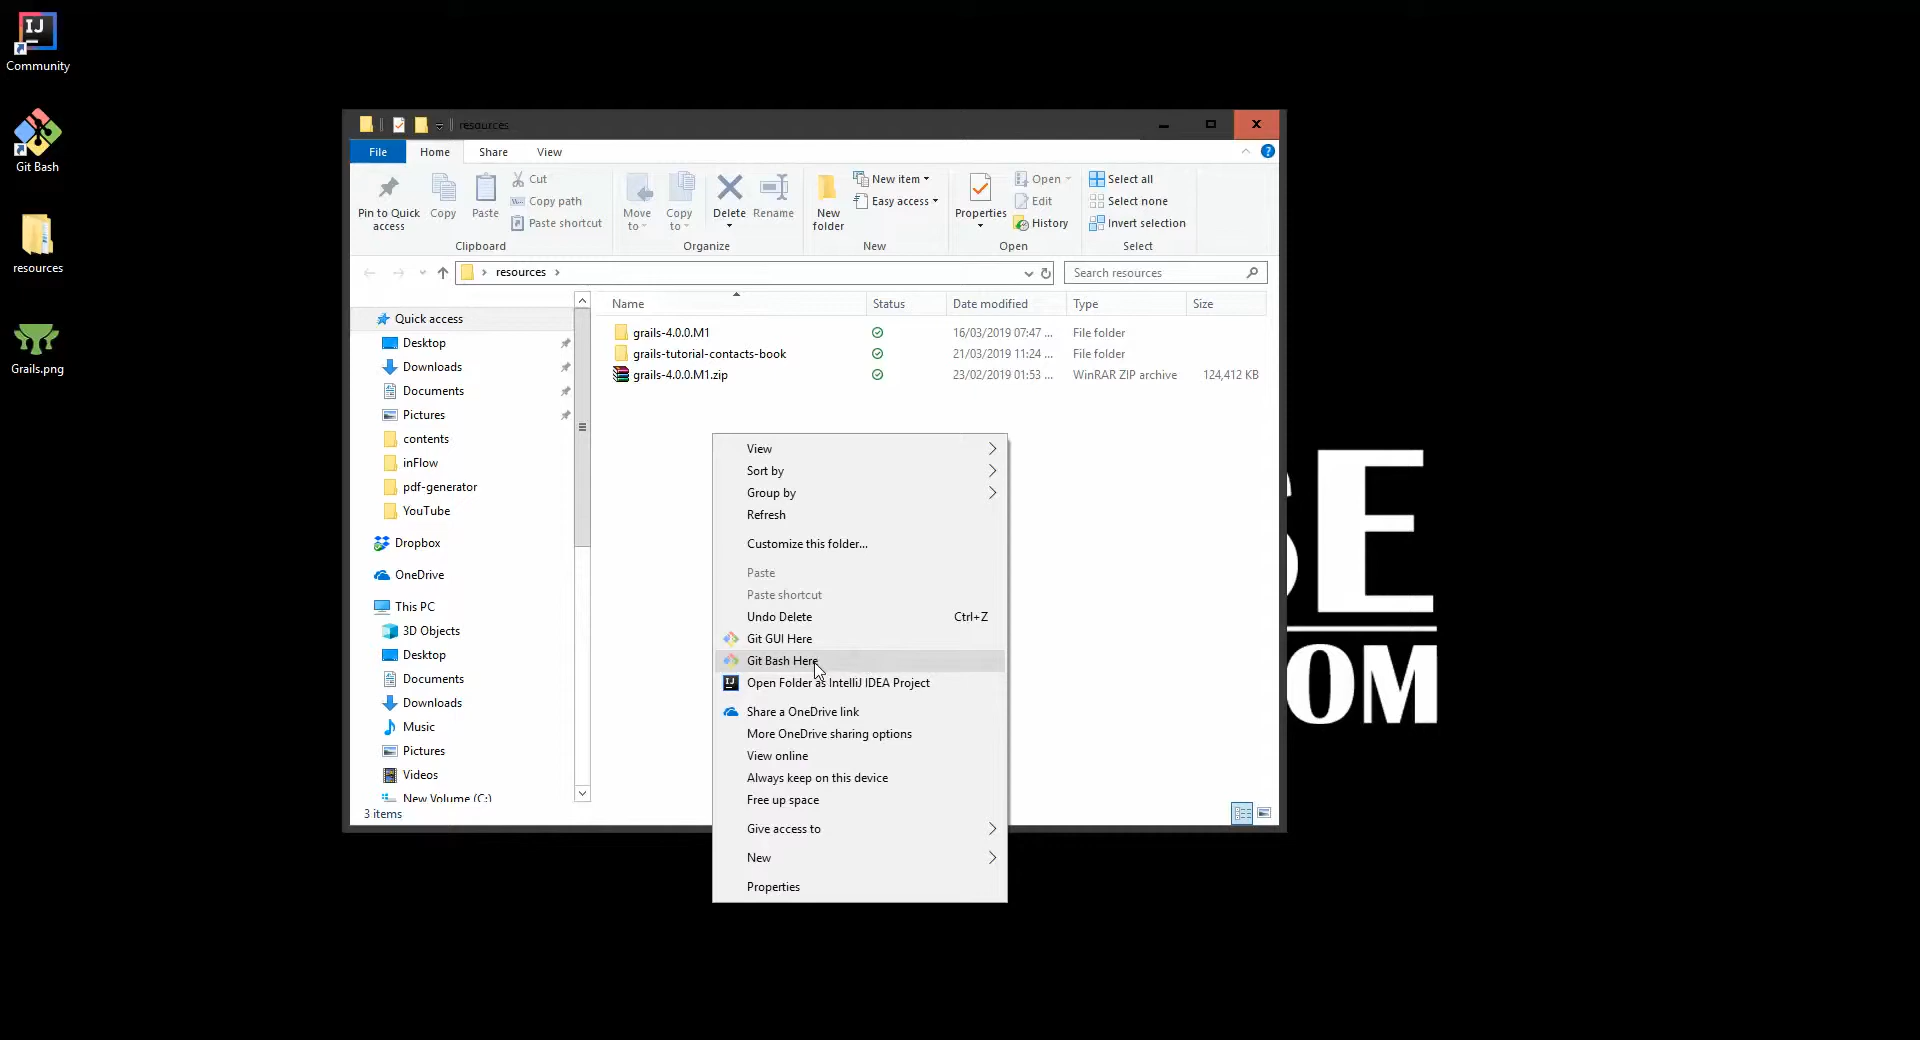 Community
Git Bash
resources
Grails.png
resources
File Home Share View
Pin to Quick access
Copy
Paste
Cut
Copy path
Paste shortcut
Clipboard
Move to
Copy to
Delete
Rename
Organize
New folder
New item
Easy access
New
Properties
Open
Edit
History
Open
Select all
Select none
Invert selection
Select
resources
Search resources
Name Status Date modified Type Size
grails-4.0.0.M1 16/03/2019 07:47 ... File folder
grails-tutorial-contacts-book 21/03/2019 11:24 ... File folder
grails-4.0.0.M1.zip 23/02/2019 01:53 ... WinRAR ZIP archive 124,412 KB
Quick access
Desktop
Downloads
Documents
Pictures
contents
inFlow
pdf-generator
YouTube
Dropbox
OneDrive
This PC
3D Objects
Desktop
Documents
Downloads
Music
Pictures
Videos
New Volume (C:)
3 items
View
Sort by
Group by
Refresh
Customize this folder...
Paste
Paste shortcut
Undo Delete Ctrl+Z
Git GUI Here
Git Bash Here
Open Folder as IntelliJ IDEA Project
Share a OneDrive link
More OneDrive sharing options
View online
Always keep on this device
Free up space
Give access to
New
Properties
SE
OM